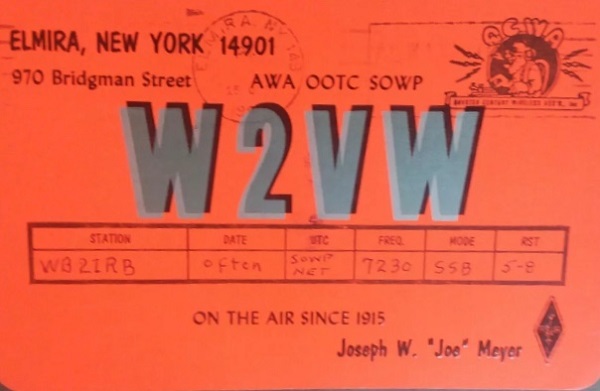 ELMIRA, NEW YORK 14901
970 Bridgman Street AWA OOTC SOWP
W2VW
STATION DATE UTC FREQ. MODE RST
WB2IRB often SOWP NET 7230 SSB 5-8
ON THE AIR SINCE 1915
Joseph W. "Joe" Meyer